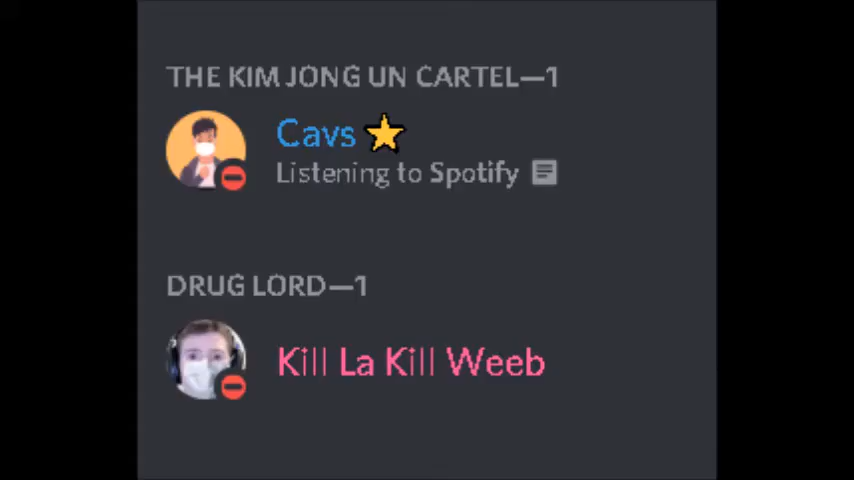 THE KIM JONG UN CARTEL—1
Cavs ⭐
Listening to Spotify
DRUG LORD—1
Kill La Kill Weeb